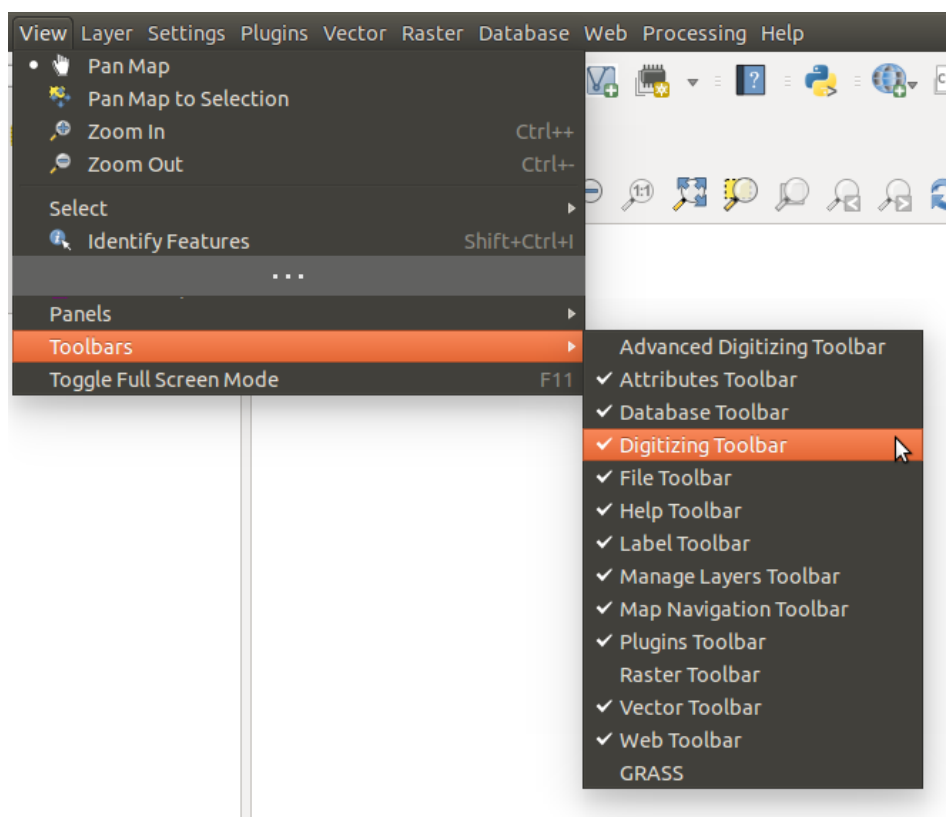 View Layer Settings Plugins Vector Raster Database Web Processing Help
Pan Map
Pan Map to Selection
Zoom In Ctrl++
Zoom Out Ctrl+-
1:1
Select
Identify Features Shift+Ctrl+I
...
Panels
Toolbars
Toggle Full Screen Mode F11
Advanced Digitizing Toolbar
Attributes Toolbar
Database Toolbar
Digitizing Toolbar
File Toolbar
Help Toolbar
Label Toolbar
Manage Layers Toolbar
Map Navigation Toolbar
Plugins Toolbar
Raster Toolbar
Vector Toolbar
Web Toolbar
GRASS